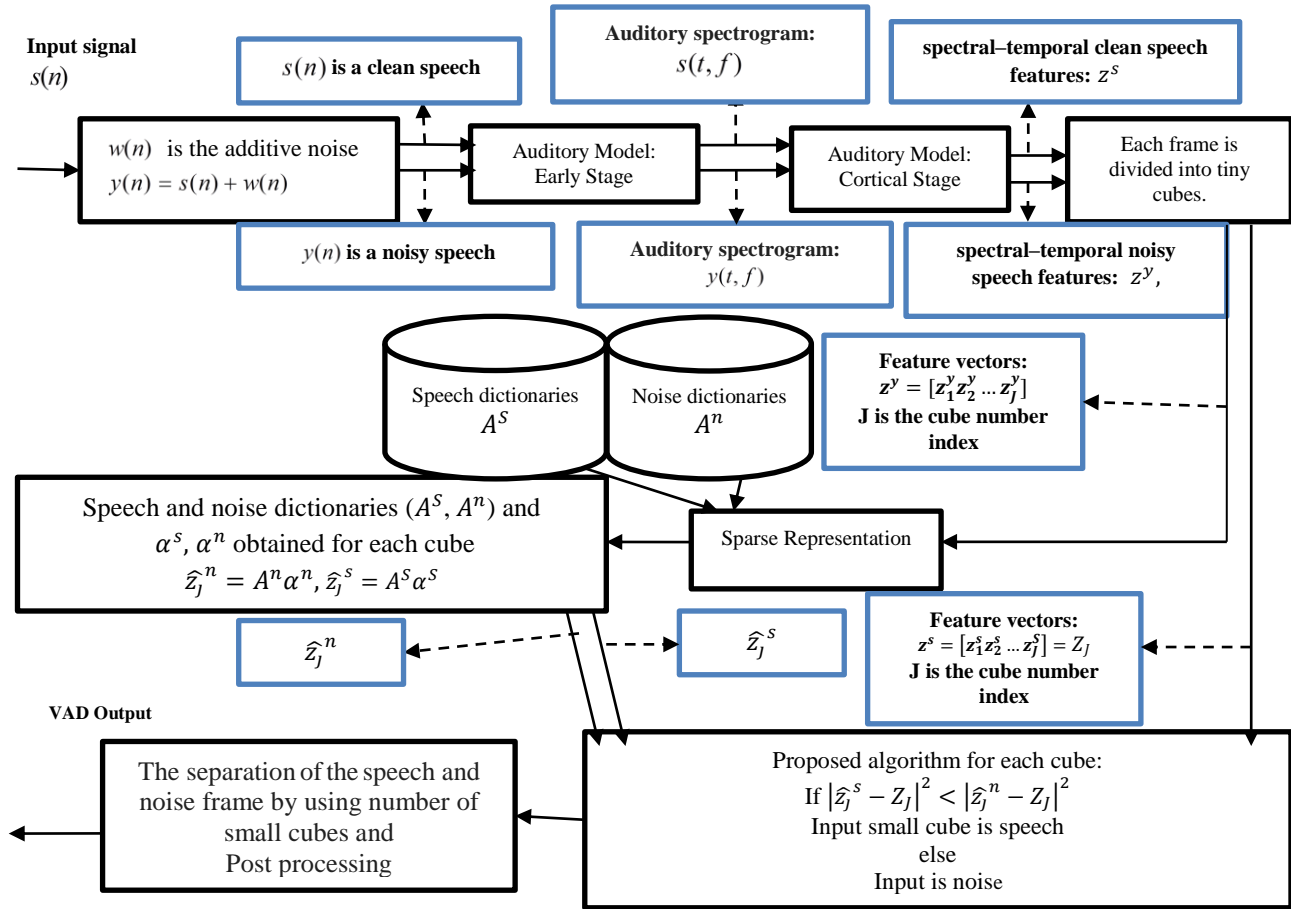 Input signal
s(n)
s(n) is a clean speech
Auditory spectrogram:
s(t, f)
spectral–temporal clean speech
features: z^s
w(n) is the additive noise
y(n) = s(n) + w(n)
Auditory Model:
Early Stage
Auditory Model:
Cortical Stage
Each frame is
divided into tiny
cubes.
y(n) is a noisy speech
Auditory spectrogram:
y(t, f)
spectral–temporal noisy
speech features: z^y,
Speech dictionaries
A^S
Noise dictionaries
A^n
Feature vectors:
z^y = [z_1^y z_2^y … z_J^y]
J is the cube number
index
Speech and noise dictionaries (A^S, A^n) and
α^s, α^n obtained for each cube
ẑ_J^n = A^n α^n, ẑ_J^s = A^S α^S
Sparse Representation
ẑ_J^n
ẑ_J^s
Feature vectors:
z^s = [z_1^s z_2^s … z_J^S] = Z_J
J is the cube number
index
VAD Output
The separation of the speech and
noise frame by using number of
small cubes and
Post processing
Proposed algorithm for each cube:
If |ẑ_J^s − Z_J|^2 < |ẑ_J^n − Z_J|^2
Input small cube is speech
else
Input is noise